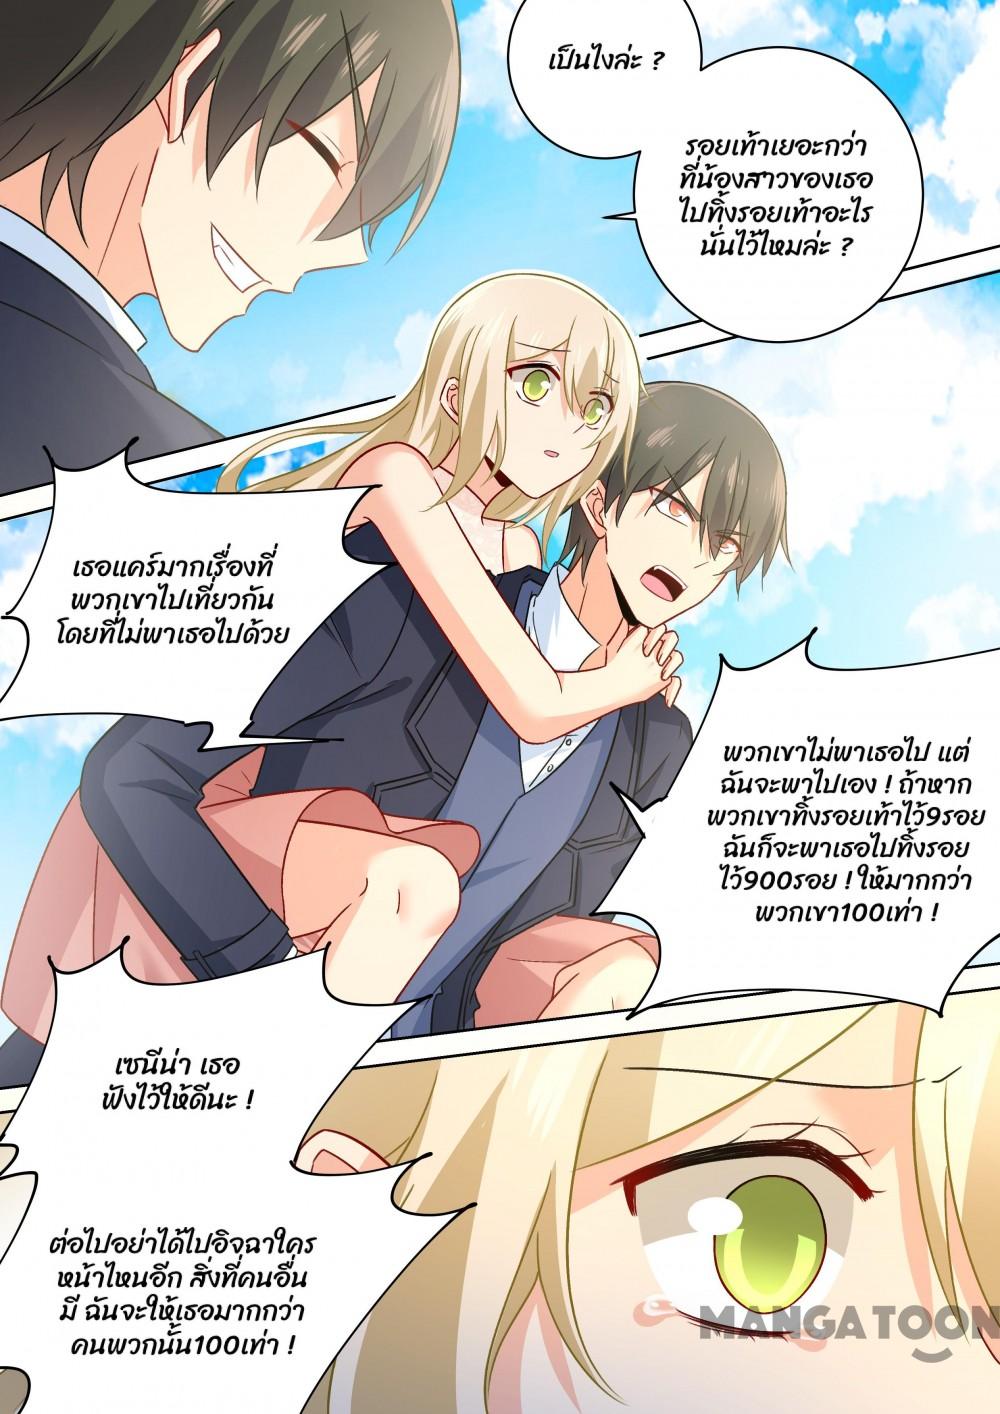 เป็นไงล่ะ ?
รอยเท้าเยอะกว่า
ที่น้องสาวของเธอ
ไปทิ้งรอยเท้าอะไร
นั่นไว้ไหมล่ะ ?
เธอแคร์มากเรื่องที่
พวกเขาไปเที่ยวกัน
โดยที่ไม่พาเธอไปด้วย
พวกเขาไม่พาเธอไป แต่
ฉันจะพาไปเอง ! ถ้าหาก
พวกเขาทิ้งรอยเท้าไว้9รอย
ฉันก็จะพาเธอไปทิ้งรอย
ไว้900รอย ! ให้มากกว่า
พวกเขา100เท่า !
เซนีน่า เธอ
ฟังไว้ให้ดีนะ !
ต่อไปอย่าได้ไปอิจฉาใคร
หน้าไหนอีก สิ่งที่คนอื่น
มี ฉันจะให้เธอมากกว่า
คนพวกนั้น100เท่า !
MANGATOON